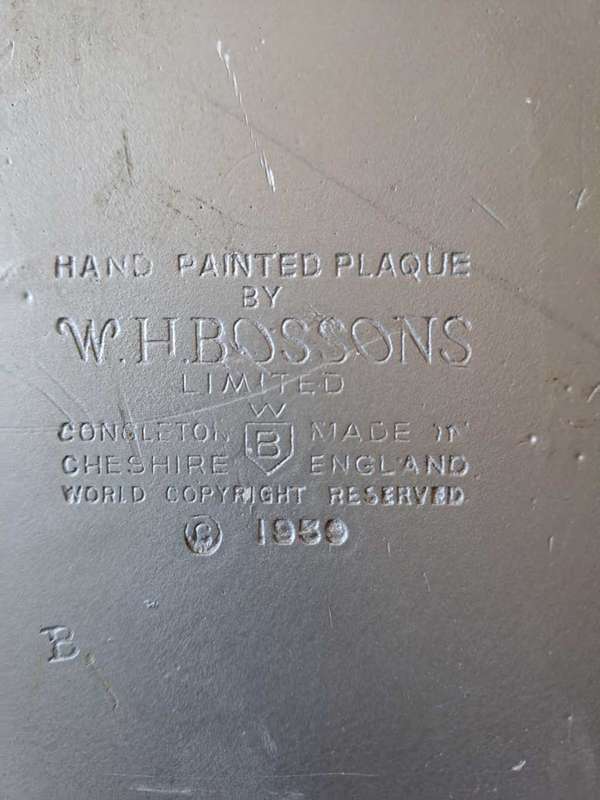 HAND PAINTED PLAQUE
BY
W.H.BOSSONS
LIMITED
W
CONGLETON B MADE IN
CHESHIRE ENGLAND
WORLD COPYRIGHT RESERVED
© 1959
B